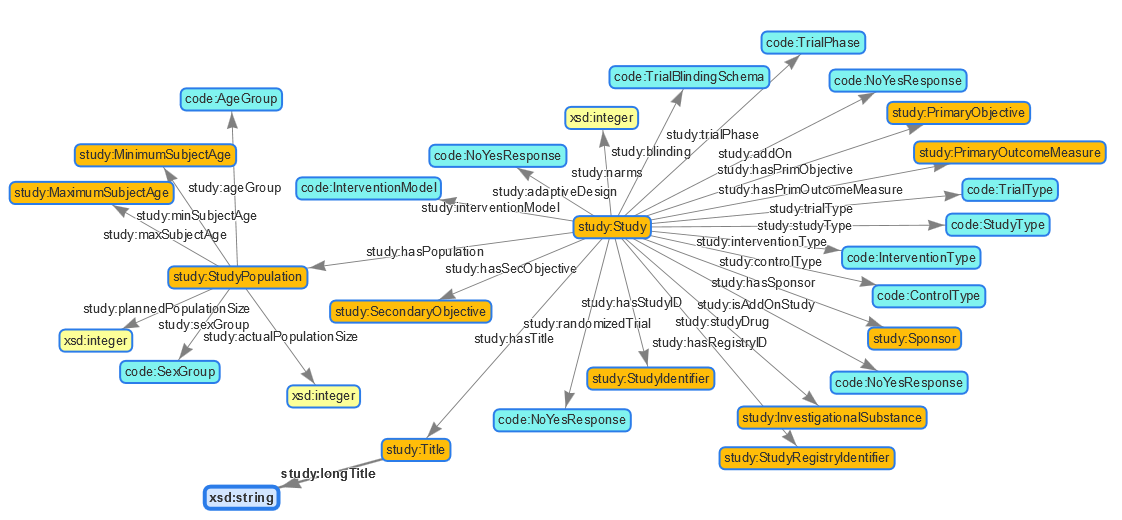 code:TrialPhase
code:TrialBlindingSchema
code:NoYesResponse
code:AgeGroup
study:PrimaryObjective
xsd:integer
study:trialPhase
study:PrimaryOutcomeMeasure
study:blinding
study:addOn
code:NoYesResponse
study:MinimumSubjectAge
study:hasPrimObjective
study:narms
study:ageGroup
code:InterventionModel
study:adaptiveDesign
study:hasPrimOutcomeMeasure
code:TrialType
study:MaximumSubjectAge
study:interventionModel
study:trialType
study:minSubjectAge
study:Study
study:studyType
code:StudyType
study:maxSubjectAge
study:interventionType
study:hasPopulation
code:InterventionType
study:controlType
study:hasSecObjective
study:StudyPopulation
study:hasSponsor
code:ControlType
study:plannedPopulationSize
study:SecondaryObjective
study:hasStudyID
study:isAddOnStudy
study:sexGroup
study:randomizedTrial
study:studyDrug
study:actualPopulationSize
study:hasTitle
study:hasRegistryID
study:Sponsor
xsd:integer
code:SexGroup
study:StudyIdentifier
code:NoYesResponse
xsd:integer
code:NoYesResponse
study:InvestigationalSubstance
study:Title
study:StudyRegistryIdentifier
study:longTitle
xsd:string